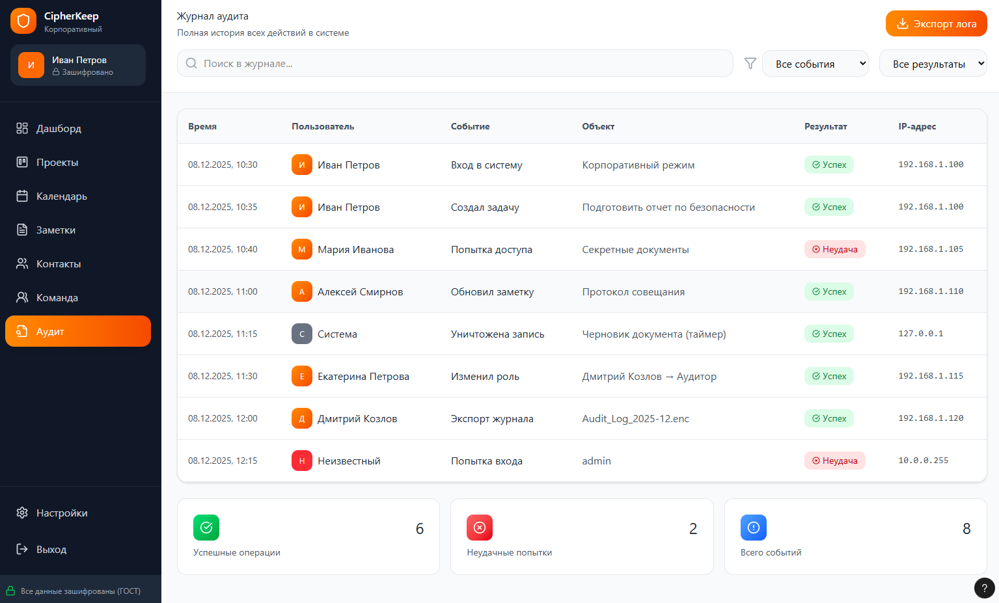 CipherKeep
Корпоративный
И
Иван Петров
Зашифровано
Дашборд
Проекты
Календарь
Заметки
Контакты
Команда
Аудит
Настройки
Выход
Все данные зашифрованы (ГОСТ)
Журнал аудита
Полная история всех действий в системе
Экспорт лога
Поиск в журнале...
Все события
Все результаты
Время Пользователь Событие Объект Результат IP-адрес
08.12.2025, 10:30 И Иван Петров Вход в систему Корпоративный режим Успех 192.168.1.100
08.12.2025, 10:35 И Иван Петров Создал задачу Подготовить отчет по безопасности Успех 192.168.1.100
08.12.2025, 10:40 М Мария Иванова Попытка доступа Секретные документы Неудача 192.168.1.105
08.12.2025, 11:00 А Алексей Смирнов Обновил заметку Протокол совещания Успех 192.168.1.110
08.12.2025, 11:15 С Система Уничтожена запись Черновик документа (таймер) Успех 127.0.0.1
08.12.2025, 11:30 Е Екатерина Петрова Изменил роль Дмитрий Козлов → Аудитор Успех 192.168.1.115
08.12.2025, 12:00 Д Дмитрий Козлов Экспорт журнала Audit_Log_2025-12.enc Успех 192.168.1.120
08.12.2025, 12:15 Н Неизвестный Попытка входа admin Неудача 10.0.0.255
6
Успешные операции
2
Неудачные попытки
8
Всего событий
?